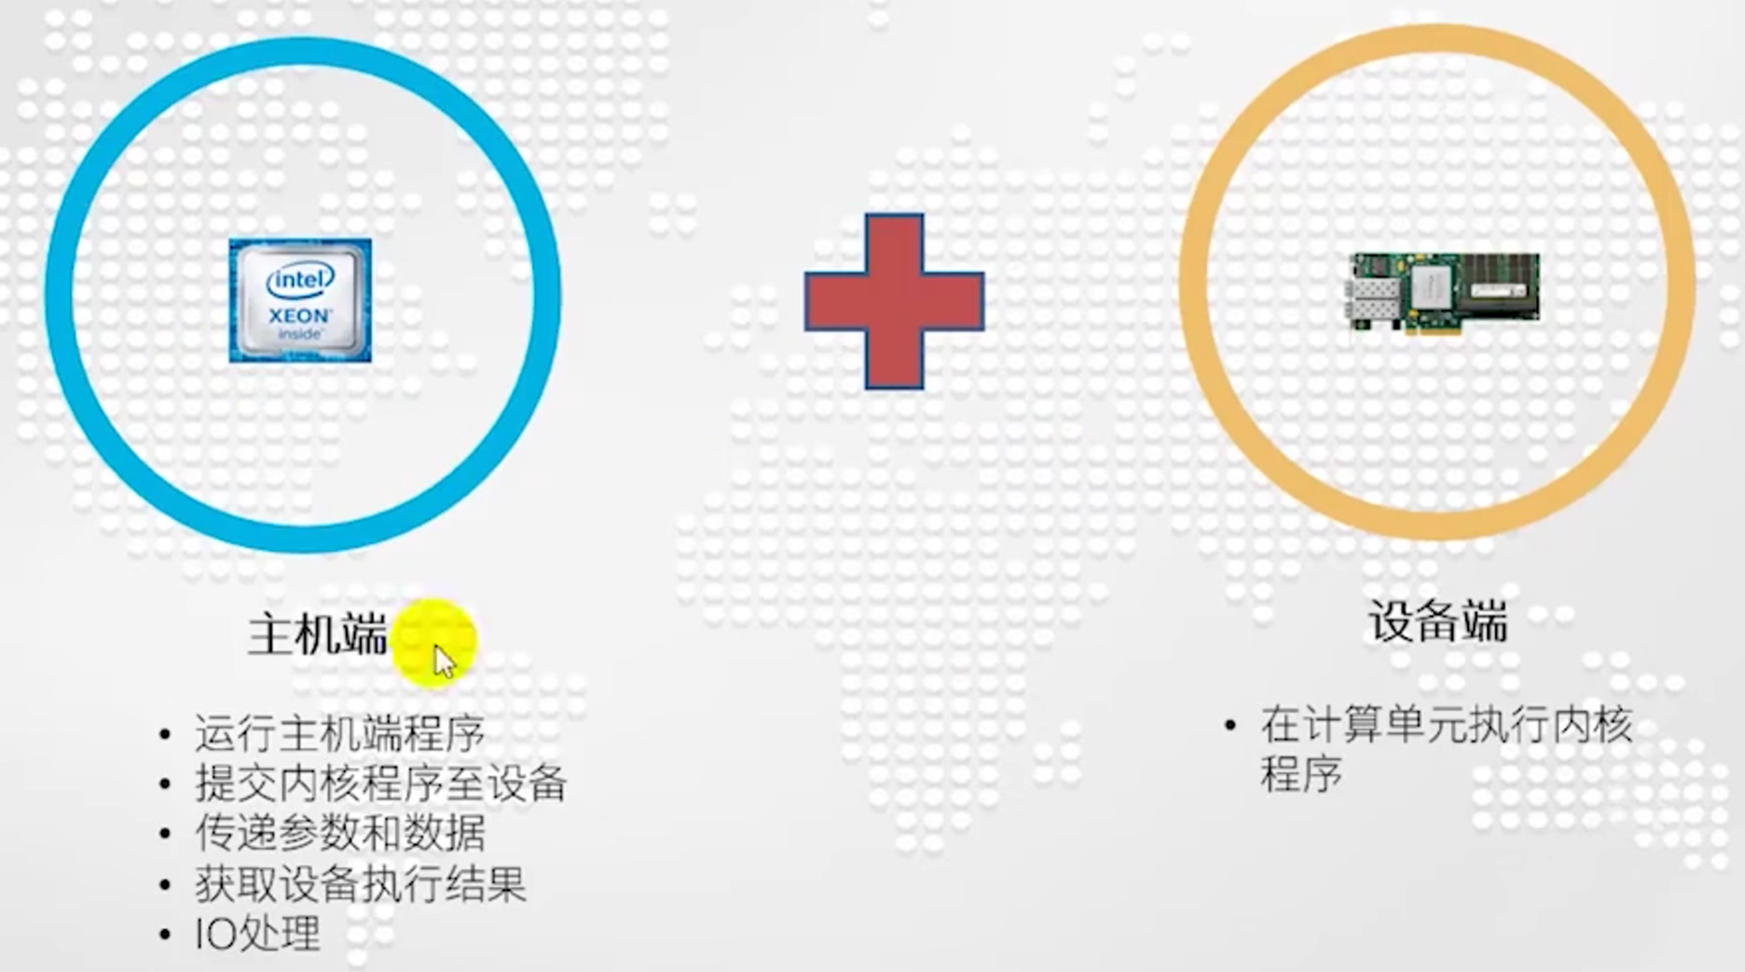 intel
XEON
inside
主机端
运行主机端程序
提交内核程序至设备
传递参数和数据
获取设备执行结果
IO处理
设备端
在计算单元执行内核
程序